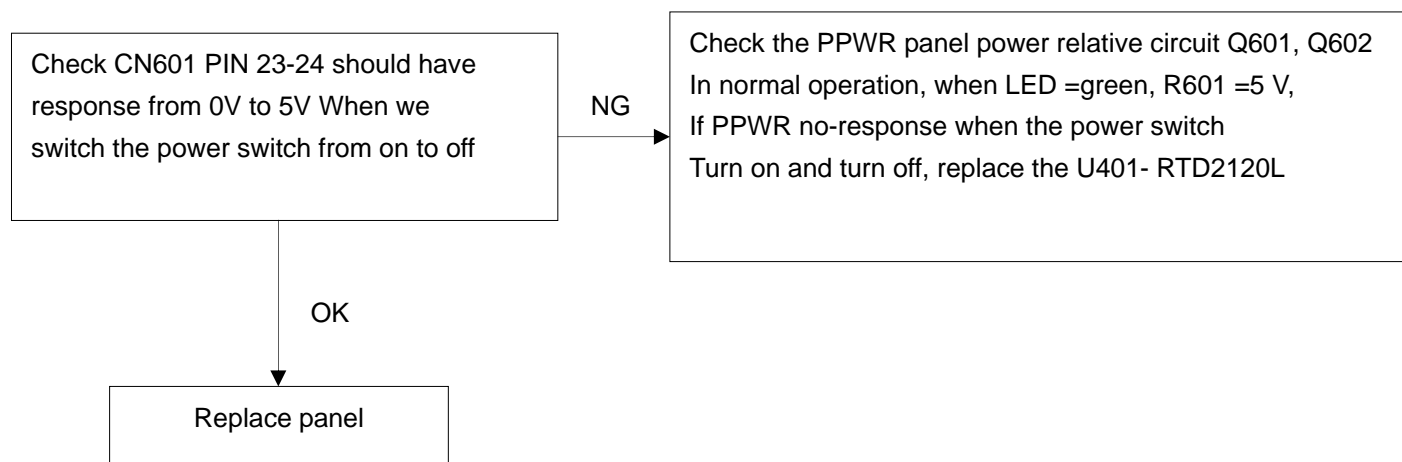 Check CN601 PIN 23-24 should have
response from 0V to 5V When we
switch the power switch from on to off
NG
Check the PPWR panel power relative circuit Q601, Q602
In normal operation, when LED =green, R601 =5 V,
If PPWR no-response when the power switch
Turn on and turn off, replace the U401- RTD2120L
OK
Replace panel